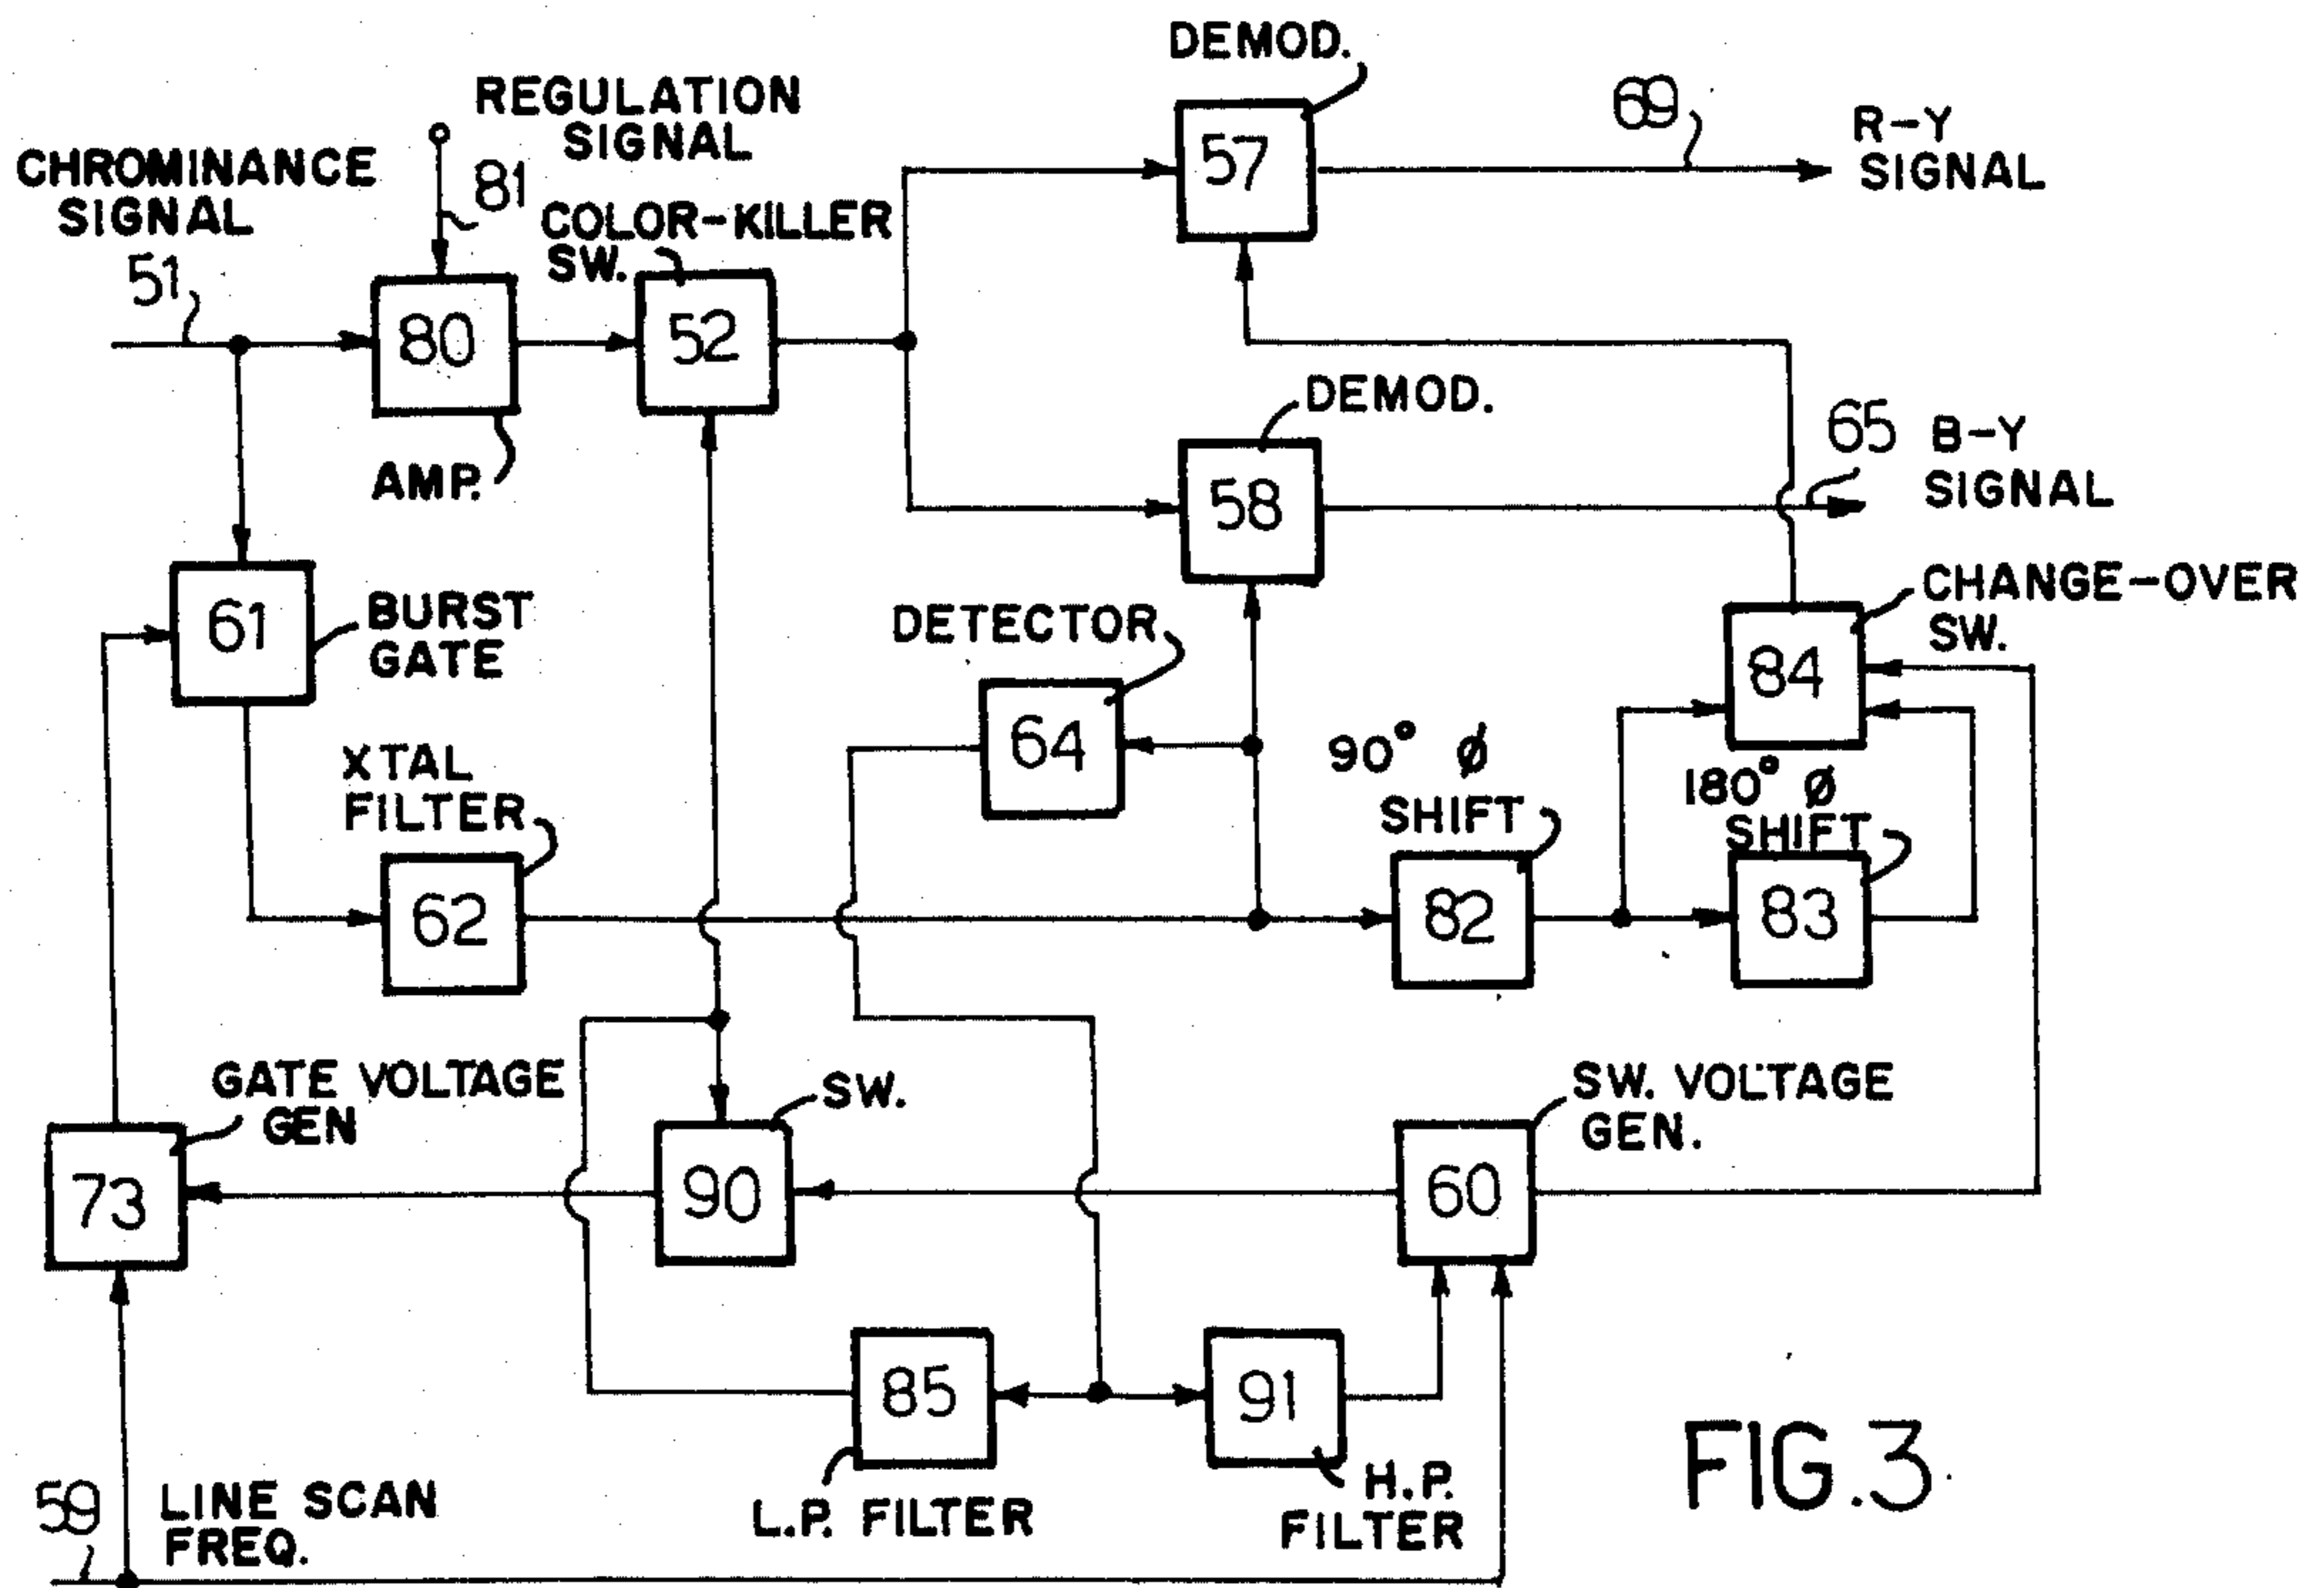 DEMOD.
REGULATION
SIGNAL
69
R-Y
SIGNAL
57
CHROMINANCE
SIGNAL
81
COLOR-KILLER
SW.
51
80
52
DEMOD.
65
B-Y
SIGNAL
AMP.
58
CHANGE-OVER
SW.
61
BURST
GATE
DETECTOR
84
64
90° Ø
SHIFT
180° Ø
SHIFT
XTAL
FILTER
62
82
83
GATE VOLTAGE
GEN
SW.
SW. VOLTAGE
GEN.
73
90
60
85
91
59
LINE SCAN
FREQ.
L.P. FILTER
H.P.
FILTER
FIG.3.